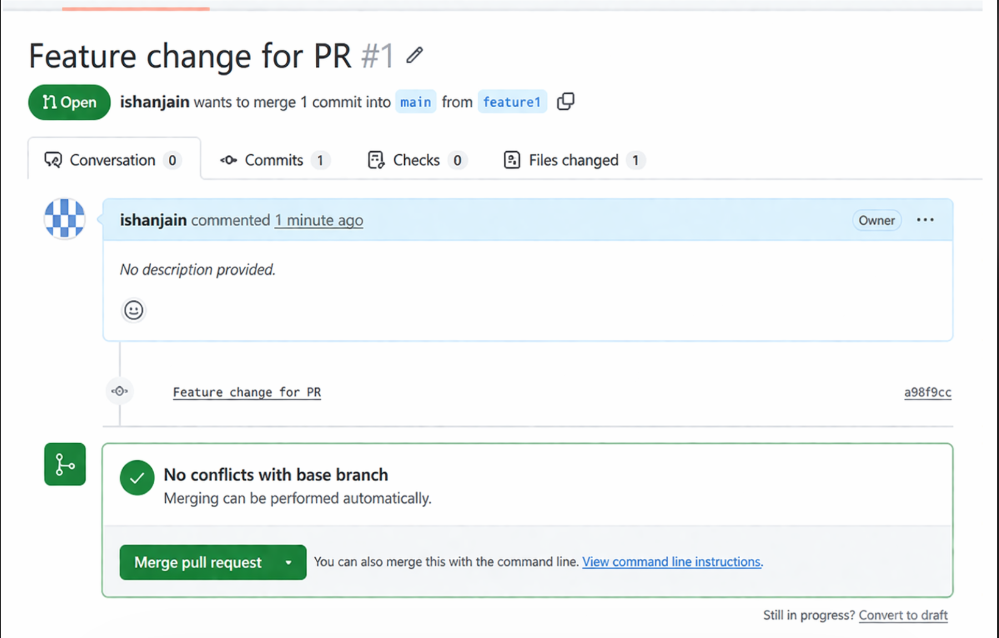 Feature change for PR #1
Open ishanjain wants to merge 1 commit into main from feature1
Conversation 0 Commits 1 Checks 0 Files changed 1
ishanjain commented 1 minute ago Owner
No description provided.
Feature change for PR a98f9cc
No conflicts with base branch
Merging can be performed automatically.
Merge pull request You can also merge this with the command line. View command line instructions.
Still in progress? Convert to draft